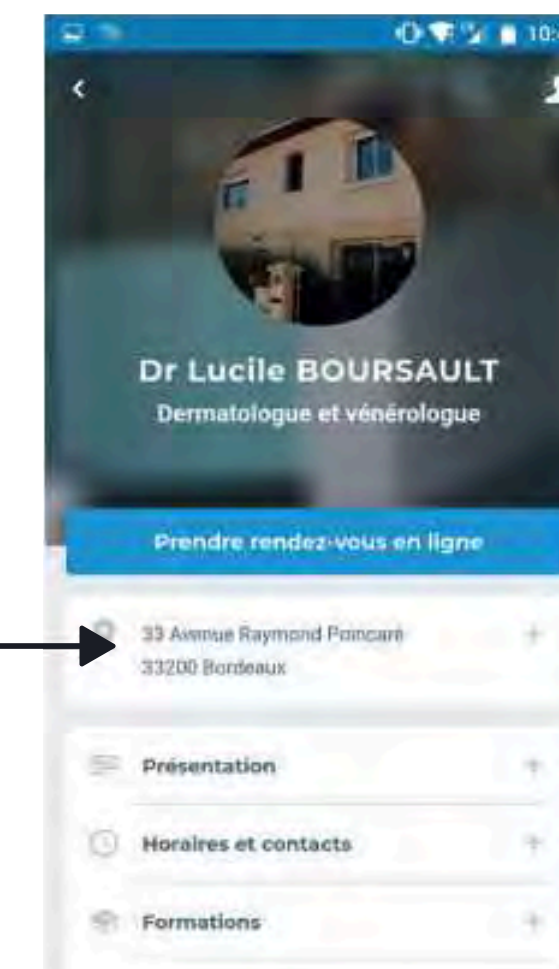 10:
Dr Lucile BOURSAULT
Dermatologue et vénérologue
Prendre rendez-vous en ligne
33 Avenue Raymond Poincaré
33200 Bordeaux
Présentation
Horaires et contacts
Formations